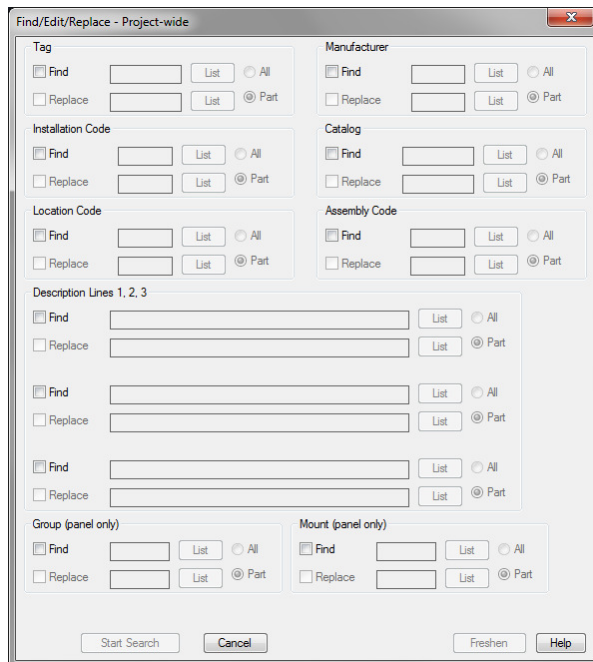 Find/Edit/Replace - Project-wide
Tag
Find List All
Replace List Part
Manufacturer
Find List All
Replace List Part
Installation Code
Find List All
Replace List Part
Catalog
Find List All
Replace List Part
Location Code
Find List All
Replace List Part
Assembly Code
Find List All
Replace List Part
Description Lines 1, 2, 3
Find List All
Replace List Part
Find List All
Replace List Part
Find List All
Replace List Part
Group (panel only)
Find List All
Replace List Part
Mount (panel only)
Find List All
Replace List Part
Start Search Cancel Freshen Help